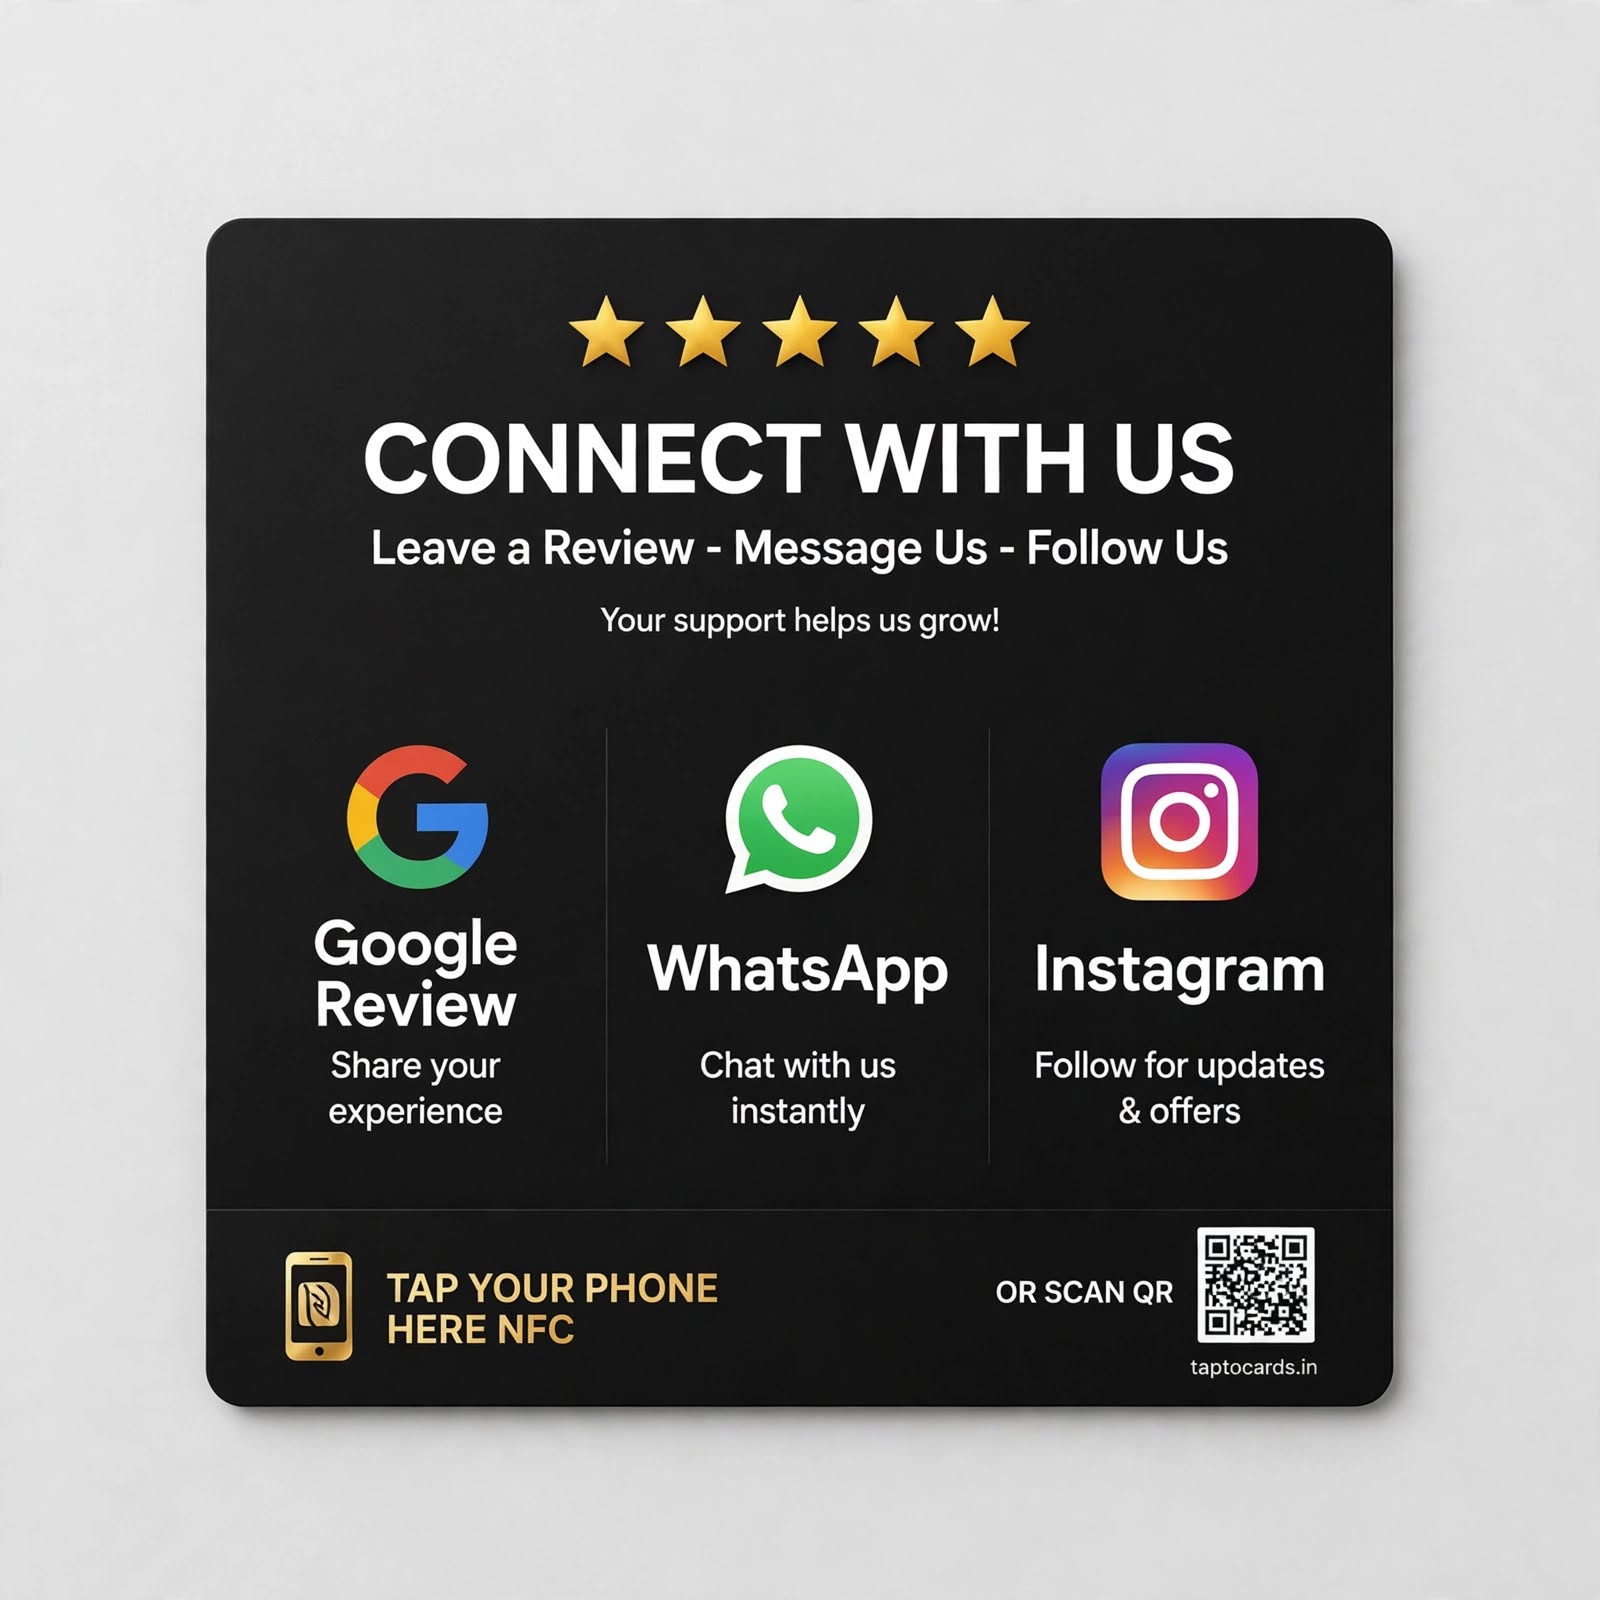 CONNECT WITH US
Leave a Review - Message Us - Follow Us
Your support helps us grow!
Google
Review
Share your
experience
WhatsApp
Chat with us
instantly
Instagram
Follow for updates
& offers
TAP YOUR PHONE
HERE NFC
OR SCAN QR
taptocards.in